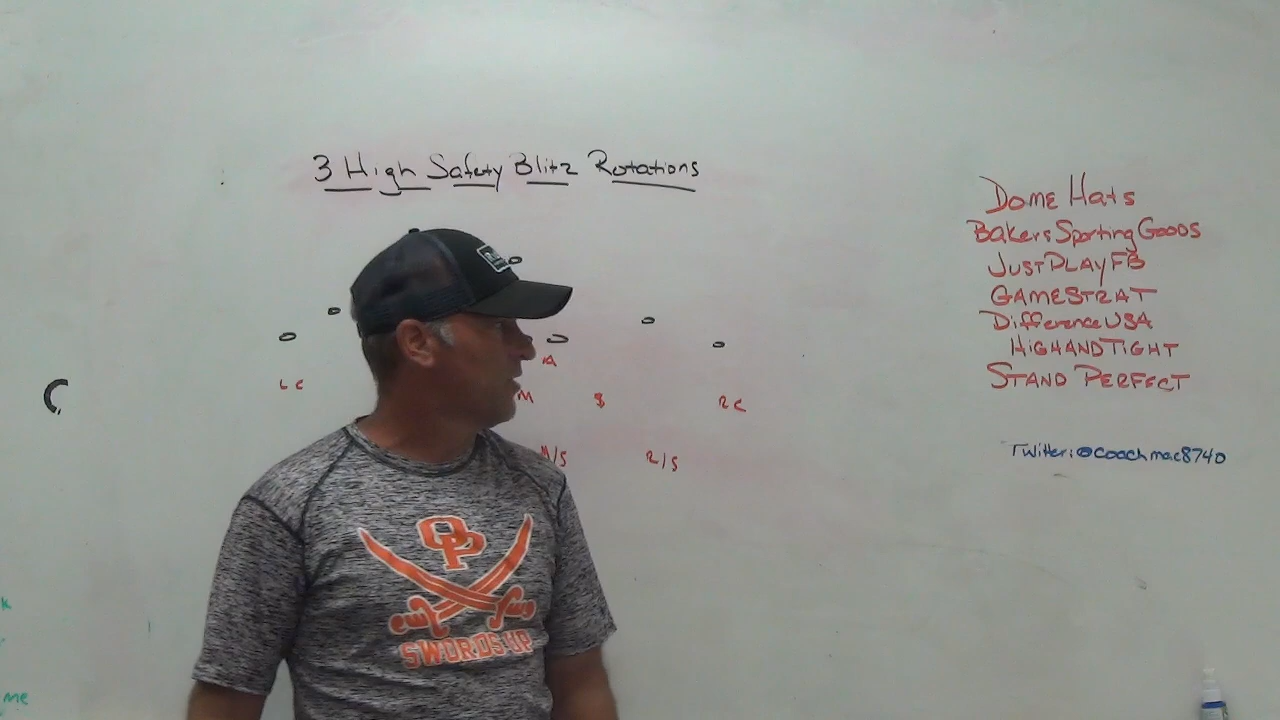 3 High Safety Blitz Rotations
Dome Hats
Bakers Sporting Goods
JUSTPLAYFB
GAMESTRAT
DifferenceUSA
HIGHANDTIGHT
STAND PERFECT
A
LC
M
$
RC
M/S
R/S
Twitter:@coachmac8740
OP
SWORDS UP
K
ME